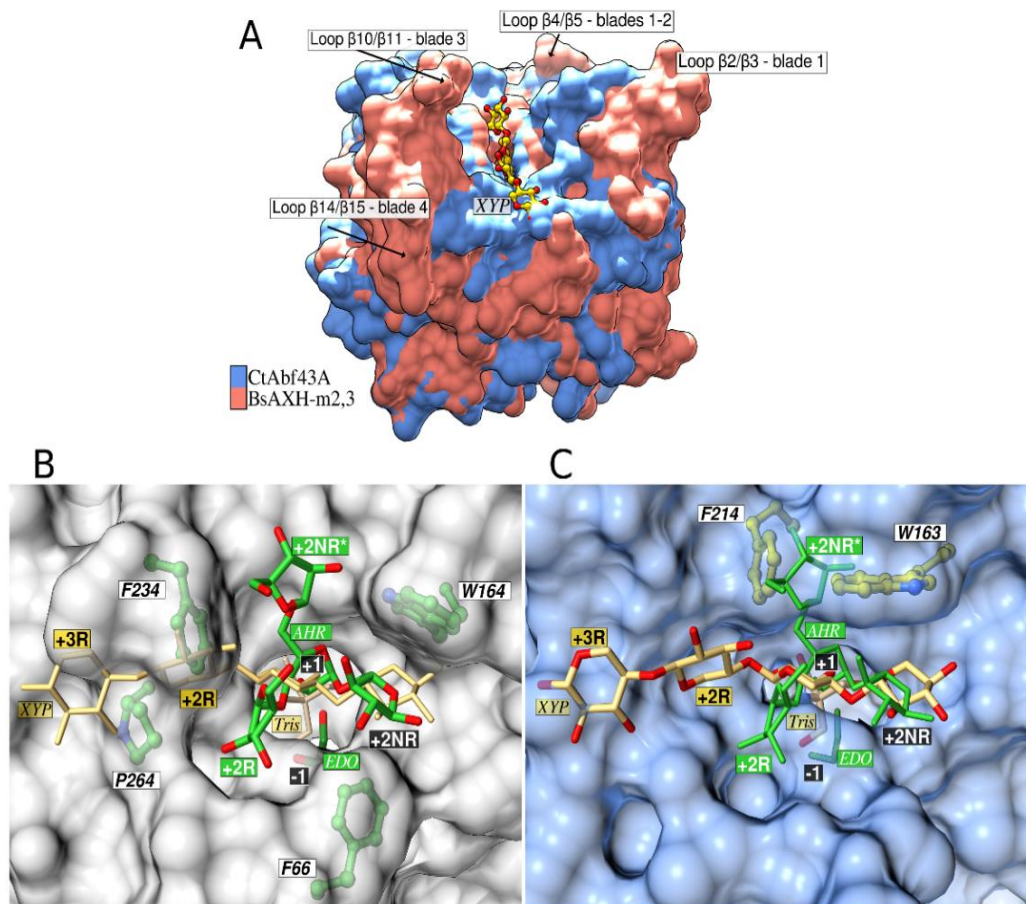 A
Loop β4/β5 - blades 1-2
Loop β10/β11 - blade 3
Loop β2/β3 - blade 1
XYP
Loop β14/β15 - blade 4
CtAbf43A
BsAXH-m2,3
B
+2NR*
F234
W164
AHR
+3R
+1
+2R
XYP
Tris
+2NR
P264
+2R
EDO
-1
F66
C
F214
+2NR*
W163
AHR
+3R
+1
+2R
XYP
Tris
+2NR
+2R
EDO
-1